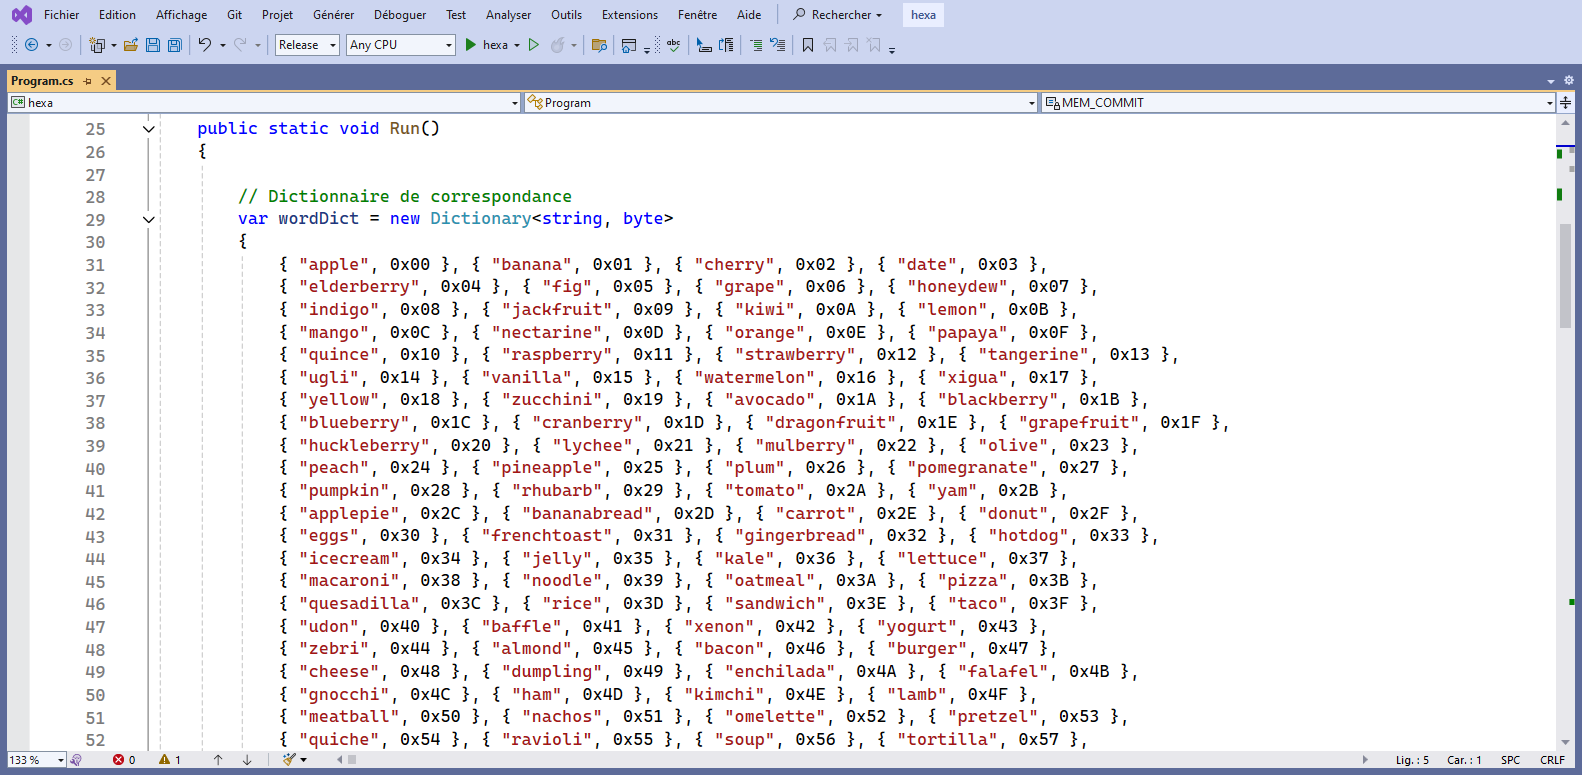 Fichier Edition Affichage Git Projet Générer Déboguer Test Analyser Outils Extensions Fenêtre Aide Rechercher hexa
Release Any CPU hexa abc
Program.cs
C# hexa Program MEM_COMMIT
25 public static void Run()
26 {
27
28 // Dictionnaire de correspondance
29 var wordDict = new Dictionary<string, byte>
30 {
31 { "apple", 0x00 }, { "banana", 0x01 }, { "cherry", 0x02 }, { "date", 0x03 },
32 { "elderberry", 0x04 }, { "fig", 0x05 }, { "grape", 0x06 }, { "honeydew", 0x07 },
33 { "indigo", 0x08 }, { "jackfruit", 0x09 }, { "kiwi", 0x0A }, { "lemon", 0x0B },
34 { "mango", 0x0C }, { "nectarine", 0x0D }, { "orange", 0x0E }, { "papaya", 0x0F },
35 { "quince", 0x10 }, { "raspberry", 0x11 }, { "strawberry", 0x12 }, { "tangerine", 0x13 },
36 { "ugli", 0x14 }, { "vanilla", 0x15 }, { "watermelon", 0x16 }, { "xigua", 0x17 },
37 { "yellow", 0x18 }, { "zucchini", 0x19 }, { "avocado", 0x1A }, { "blackberry", 0x1B },
38 { "blueberry", 0x1C }, { "cranberry", 0x1D }, { "dragonfruit", 0x1E }, { "grapefruit", 0x1F },
39 { "huckleberry", 0x20 }, { "lychee", 0x21 }, { "mulberry", 0x22 }, { "olive", 0x23 },
40 { "peach", 0x24 }, { "pineapple", 0x25 }, { "plum", 0x26 }, { "pomegranate", 0x27 },
41 { "pumpkin", 0x28 }, { "rhubarb", 0x29 }, { "tomato", 0x2A }, { "yam", 0x2B },
42 { "applepie", 0x2C }, { "bananabread", 0x2D }, { "carrot", 0x2E }, { "donut", 0x2F },
43 { "eggs", 0x30 }, { "frenchtoast", 0x31 }, { "gingerbread", 0x32 }, { "hotdog", 0x33 },
44 { "icecream", 0x34 }, { "jelly", 0x35 }, { "kale", 0x36 }, { "lettuce", 0x37 },
45 { "macaroni", 0x38 }, { "noodle", 0x39 }, { "oatmeal", 0x3A }, { "pizza", 0x3B },
46 { "quesadilla", 0x3C }, { "rice", 0x3D }, { "sandwich", 0x3E }, { "taco", 0x3F },
47 { "udon", 0x40 }, { "baffle", 0x41 }, { "xenon", 0x42 }, { "yogurt", 0x43 },
48 { "zebri", 0x44 }, { "almond", 0x45 }, { "bacon", 0x46 }, { "burger", 0x47 },
49 { "cheese", 0x48 }, { "dumpling", 0x49 }, { "enchilada", 0x4A }, { "falafel", 0x4B },
50 { "gnocchi", 0x4C }, { "ham", 0x4D }, { "kimchi", 0x4E }, { "lamb", 0x4F },
51 { "meatball", 0x50 }, { "nachos", 0x51 }, { "omelette", 0x52 }, { "pretzel", 0x53 },
52 { "quiche", 0x54 }, { "ravioli", 0x55 }, { "soup", 0x56 }, { "tortilla", 0x57 },
133 % 0 1 Lig. : 5 Car. : 1 SPC CRLF